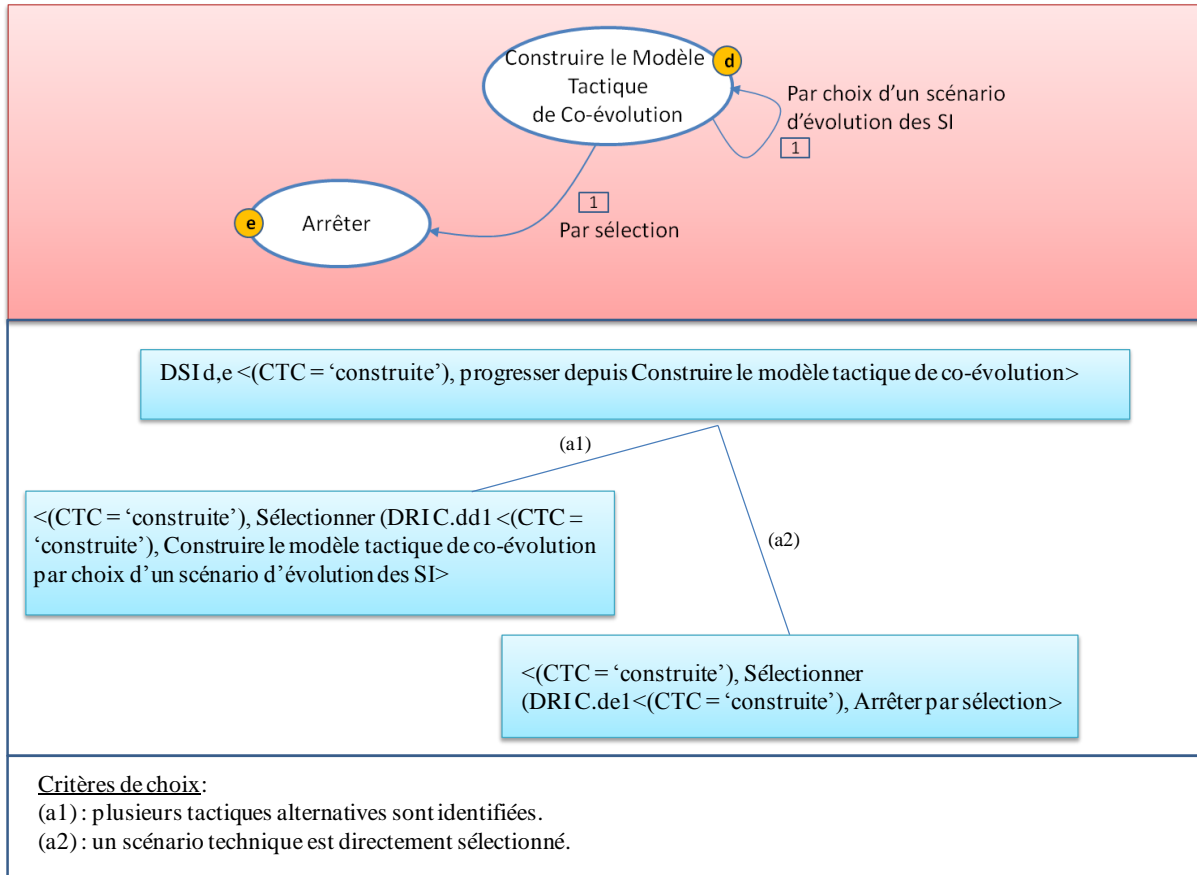 Construire le Modèle
Tactique
de Co-évolution
d
Par choix d'un scénario
d'évolution des SI
1
e
Arrêter
1
Par sélection
DSI d,e <(CTC = ‘construite’), progresser depuis Construire le modèle tactique de co-évolution>
(a1)
<(CTC = ‘construite’), Sélectionner (DRI C.dd1 <(CTC =
‘construite’), Construire le modèle tactique de co-évolution
par choix d’un scénario d’évolution des SI>
(a2)
<(CTC = ‘construite’), Sélectionner
(DRI C.de1<(CTC = ‘construite’), Arrêter par sélection>
Critères de choix:
(a1) : plusieurs tactiques alternatives sont identifiées.
(a2) : un scénario technique est directement sélectionné.